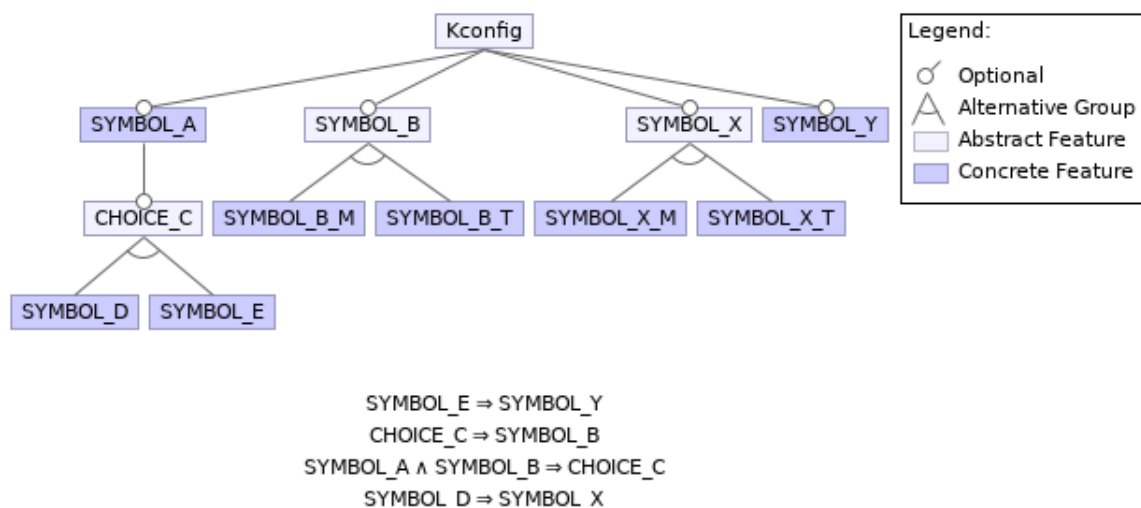 Kconfig
Legend:
Optional
Alternative Group
Abstract Feature
Concrete Feature
SYMBOL_A
SYMBOL_B
SYMBOL_X
SYMBOL_Y
CHOICE_C
SYMBOL_B_M
SYMBOL_B_T
SYMBOL_X_M
SYMBOL_X_T
SYMBOL_D
SYMBOL_E
SYMBOL_E ⇒ SYMBOL_Y
CHOICE_C ⇒ SYMBOL_B
SYMBOL_A ∧ SYMBOL_B ⇒ CHOICE_C
SYMBOL_D ⇒ SYMBOL_X